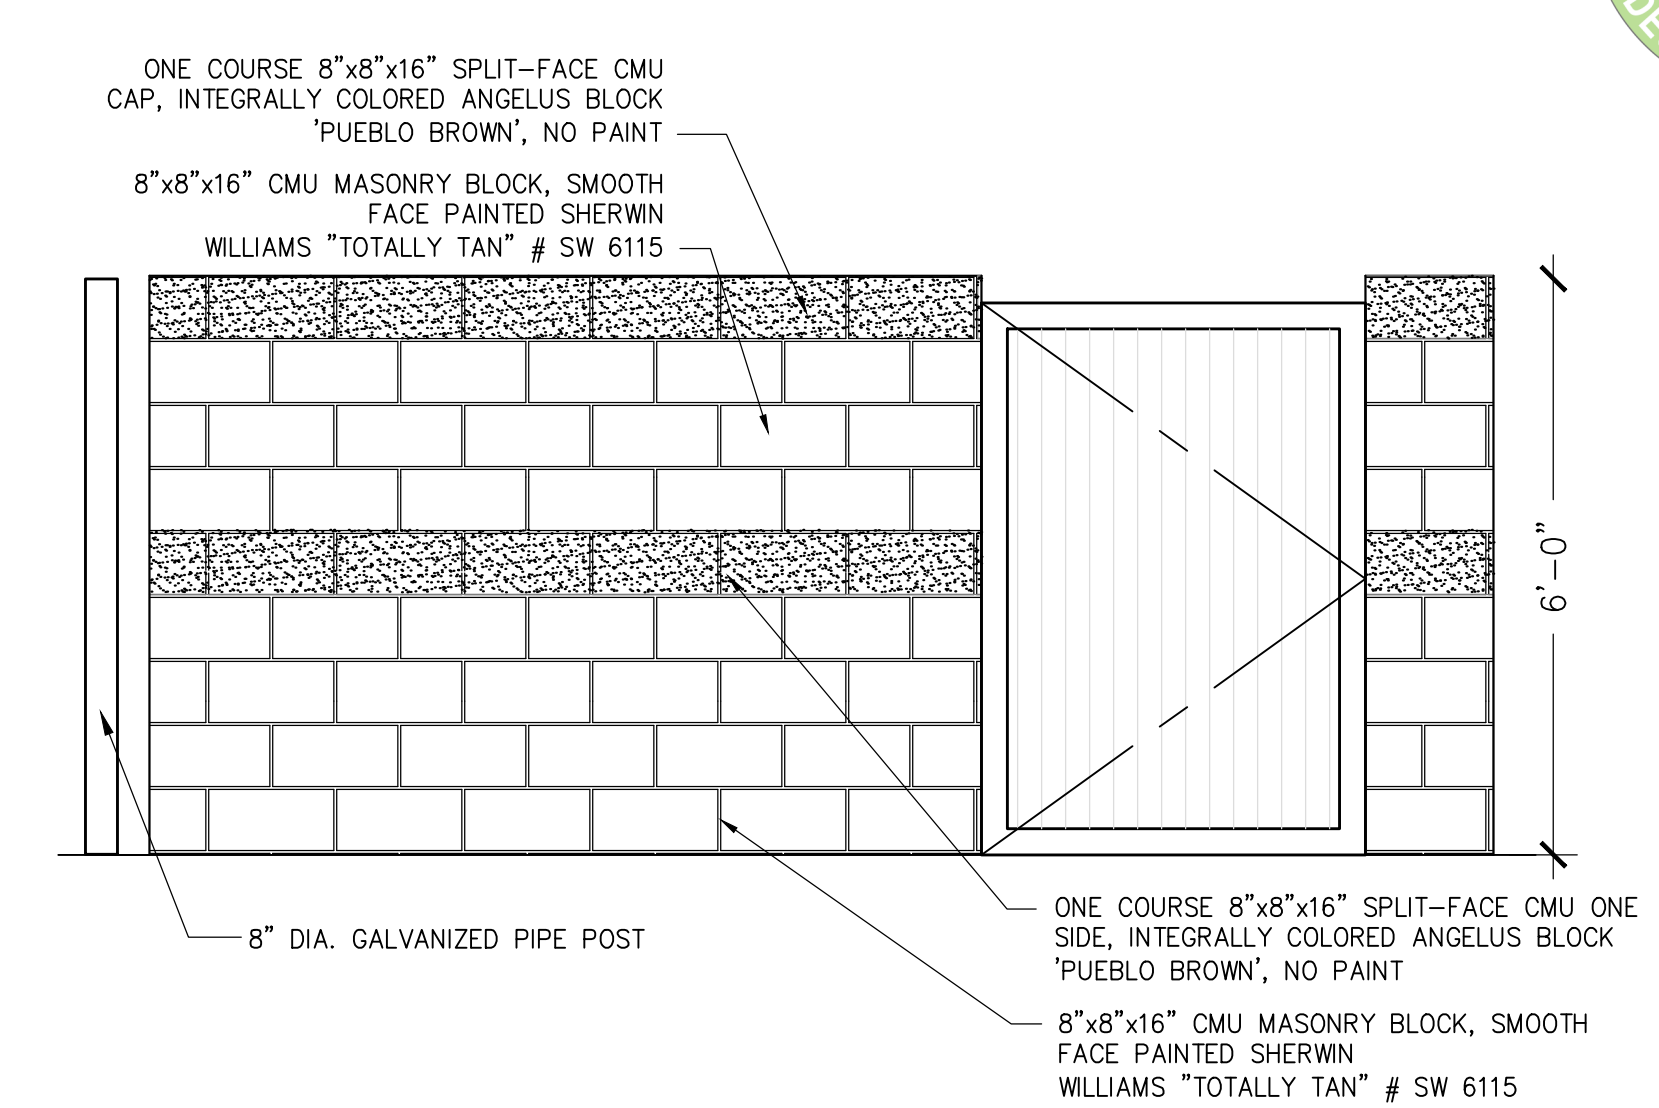 ONE COURSE 8"x8"x16" SPLIT-FACE CMU
CAP, INTEGRALLY COLORED ANGELUS BLOCK
'PUEBLO BROWN', NO PAINT
8"x8"x16" CMU MASONRY BLOCK, SMOOTH
FACE PAINTED SHERWIN
WILLIAMS "TOTALLY TAN" # SW 6115
6'-0"
8" DIA. GALVANIZED PIPE POST
ONE COURSE 8"x8"x16" SPLIT-FACE CMU ONE
SIDE, INTEGRALLY COLORED ANGELUS BLOCK
'PUEBLO BROWN', NO PAINT
8"x8"x16" CMU MASONRY BLOCK, SMOOTH
FACE PAINTED SHERWIN
WILLIAMS "TOTALLY TAN" # SW 6115